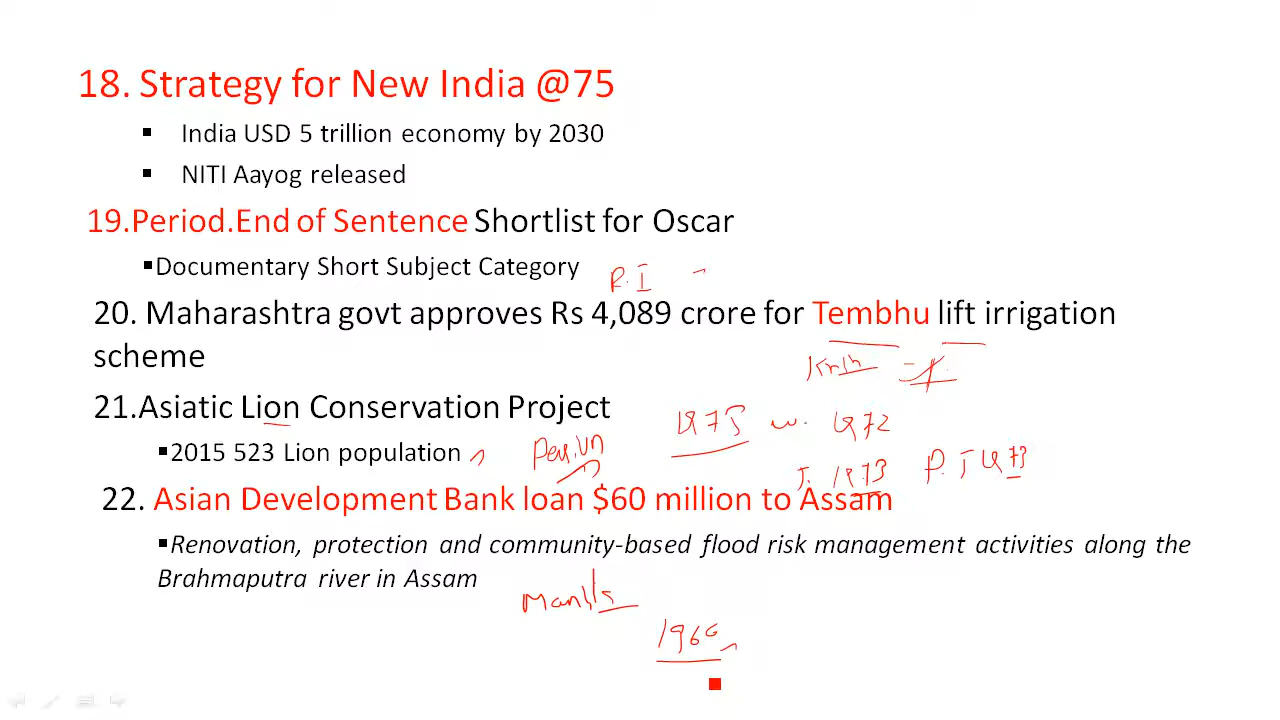 18. Strategy for New India @75
▪ India USD 5 trillion economy by 2030
▪ NITI Aayog released
19.Period.End of Sentence Shortlist for Oscar
▪Documentary Short Subject Category
R. I
20. Maharashtra govt approves Rs 4,089 crore for Tembhu lift irrigation
scheme
21.Asiatic Lion Conservation Project
1975 w. 1972
▪2015 523 Lion population
P. T 1973
22. Asian Development Bank loan $60 million to Assam
▪Renovation, protection and community-based flood risk management activities along the
Brahmaputra river in Assam
Manila
1966